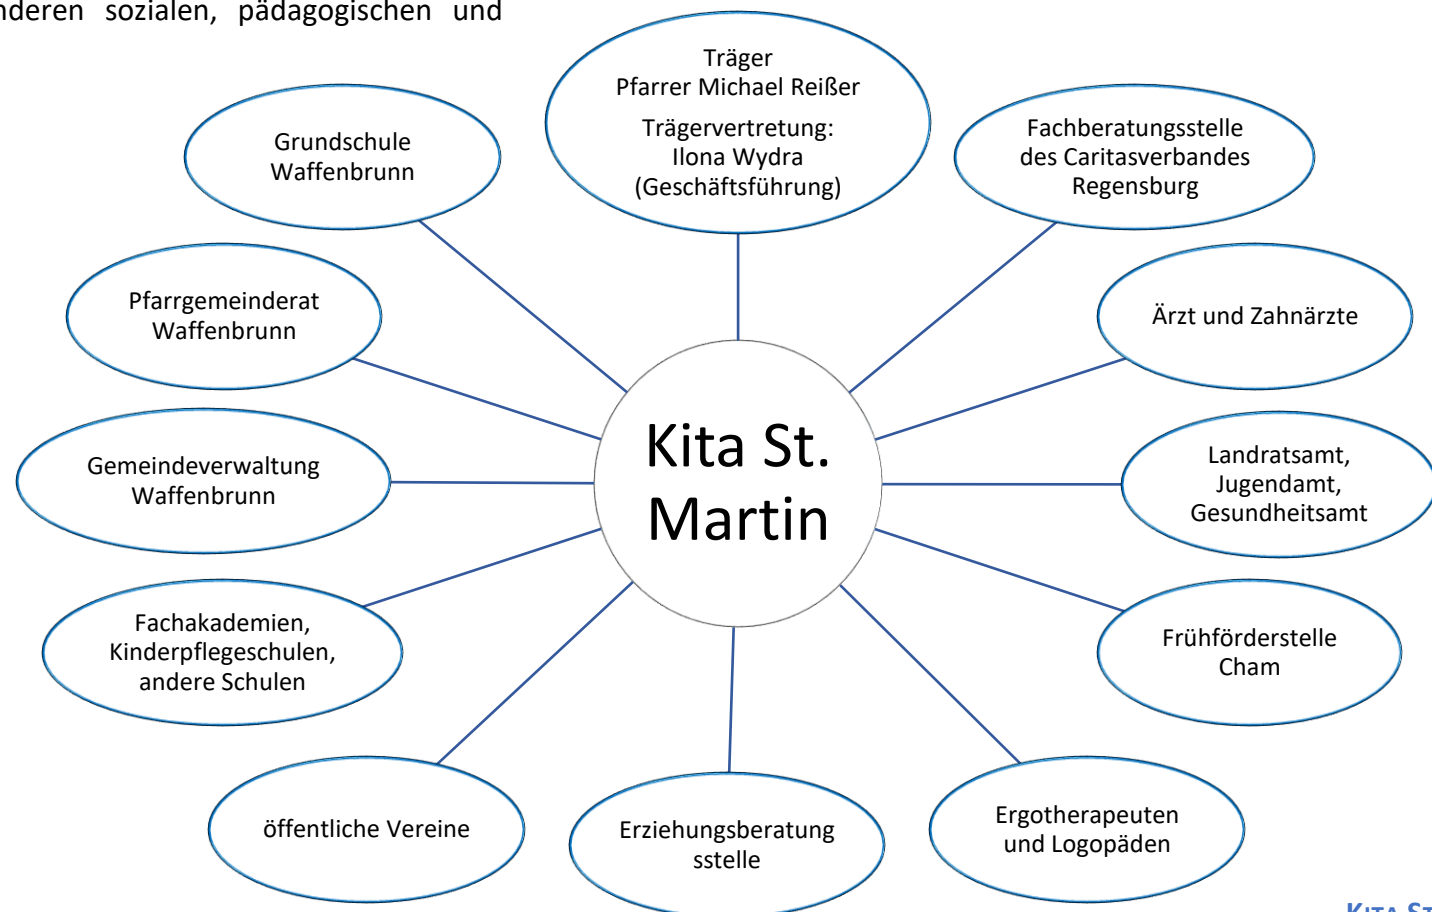 nderen sozialen, pädagogischen und
Träger
Pfarrer Michael Reißer
Trägervertretung:
Ilona Wydra
(Geschäftsführung)
Grundschule
Waffenbrunn
Fachberatungsstelle
des Caritasverbandes
Regensburg
Pfarrgemeinderat
Waffenbrunn
Ärzt und Zahnärzte
Kita St.
Martin
Gemeindeverwaltung
Waffenbrunn
Landratsamt,
Jugendamt,
Gesundheitsamt
Fachakademien,
Kinderpflegeschulen,
andere Schulen
Frühförderstelle
Cham
öffentliche Vereine
Erziehungsberatung
sstelle
Ergotherapeuten
und Logopäden
KITA ST